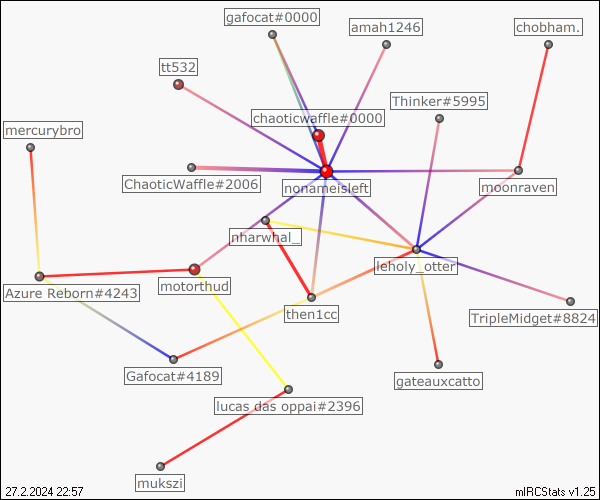 gafocat#0000
amah1246
chobham.
tt532
Thinker#5995
chaoticwaffle#0000
mercurybro
ChaoticWaffle#2006
nonameisleft
moonraven
nharwhal_
leholy_otter
Azure Reborn#4243
motorthud
then1cc
TripleMidget#8824
Gafocat#4189
gateauxcatto
lucas das oppai#2396
mukszi
27.2.2024 22:57
mIRCStats v1.25